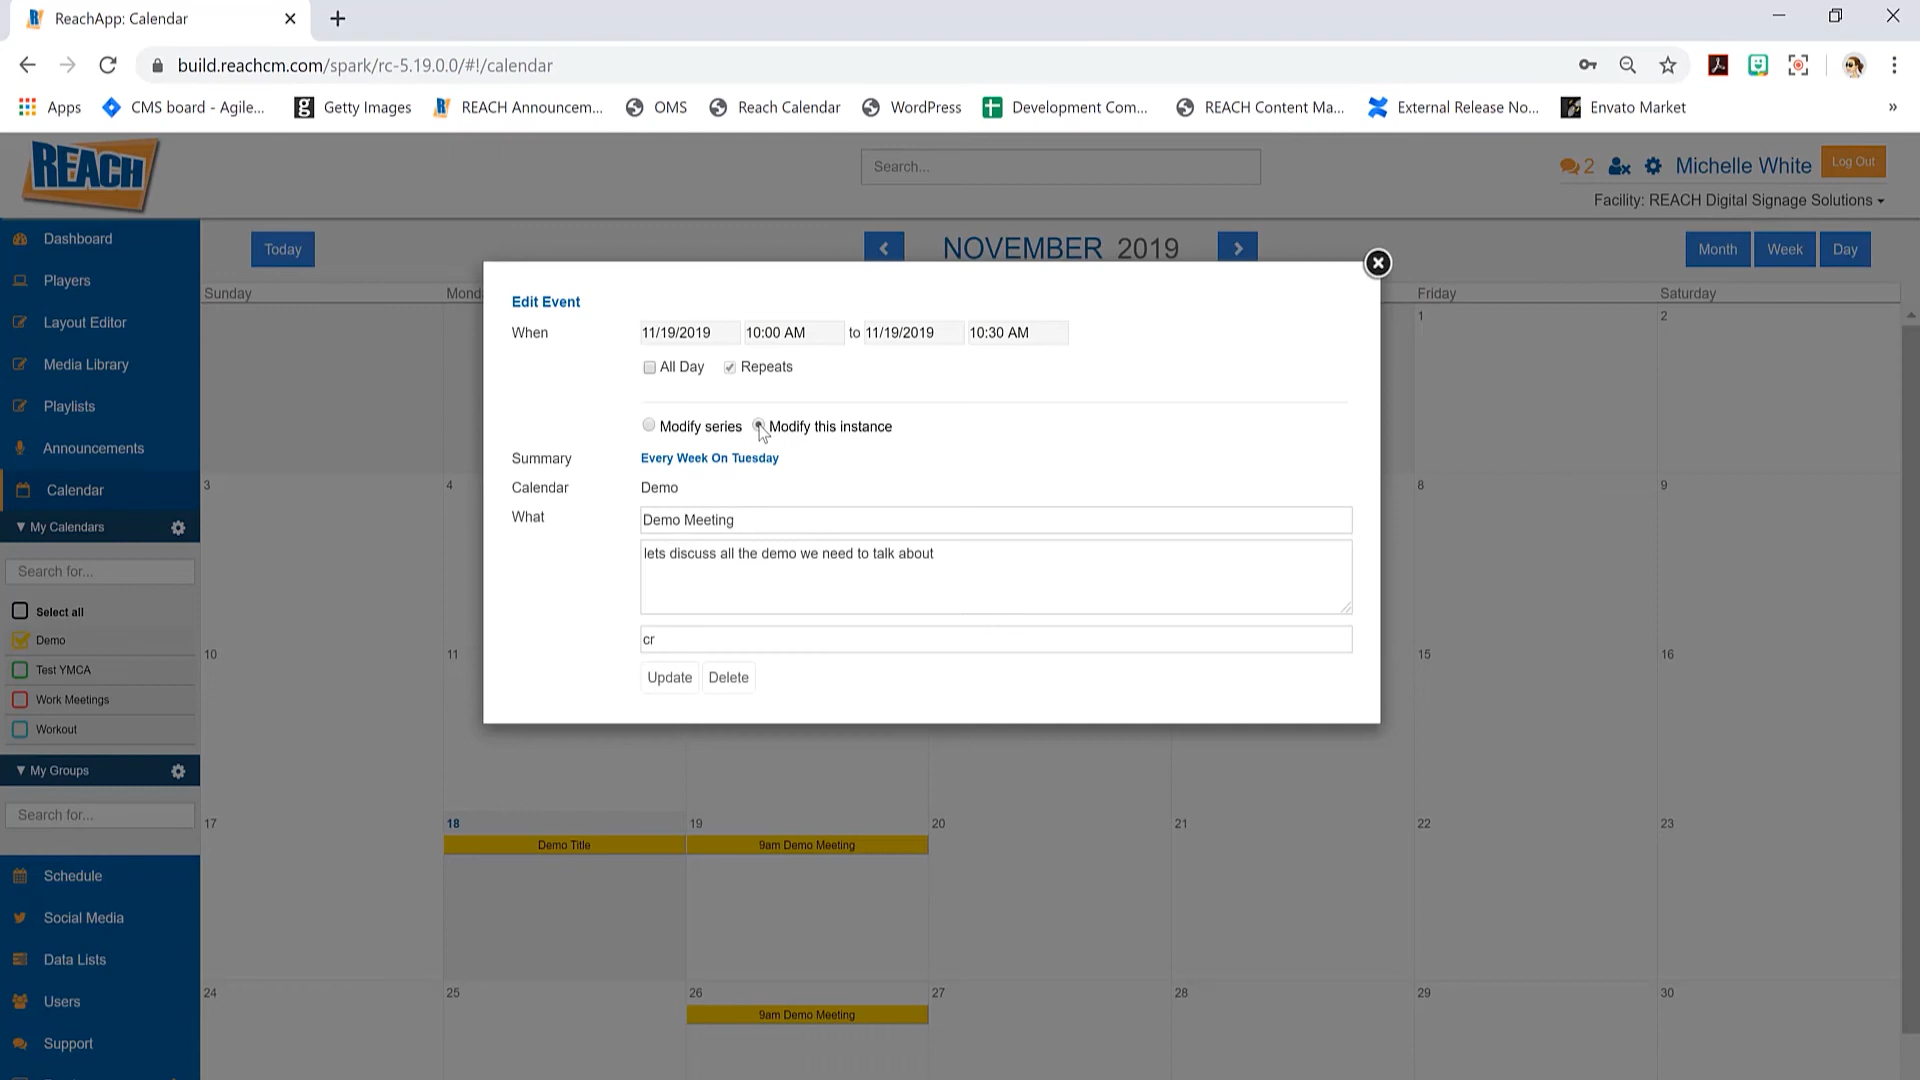 ReachApp: Calendar
build.reachcm.com/spark/rc-5.19.0.0/#!/calendar
Apps CMS board - Agile... Getty Images REACH Announcem... OMS Reach Calendar WordPress Development Com... REACH Content Ma... External Release No... Envato Market »
REACH
Search...
2 Michelle White Log Out
Facility: REACH Digital Signage Solutions
Dashboard
Players
Layout Editor
Media Library
Playlists
Announcements
Calendar
My Calendars
Search for...
Select all
Demo
Test YMCA
Work Meetings
Workout
My Groups
Search for...
Schedule
Social Media
Data Lists
Users
Support
Today NOVEMBER 2019 Month Week Day
Sunday Mond Friday Saturday
1 2
3 4 8 9
10 11 15 16
17 18 19 20 21 22 23
Demo Title 9am Demo Meeting
24 25 26 27 28 29 30
9am Demo Meeting
Edit Event
When 11/19/2019 10:00 AM to 11/19/2019 10:30 AM
All Day Repeats
Modify series Modify this instance
Summary Every Week On Tuesday
Calendar Demo
What Demo Meeting
lets discuss all the demo we need to talk about
cr
Update Delete